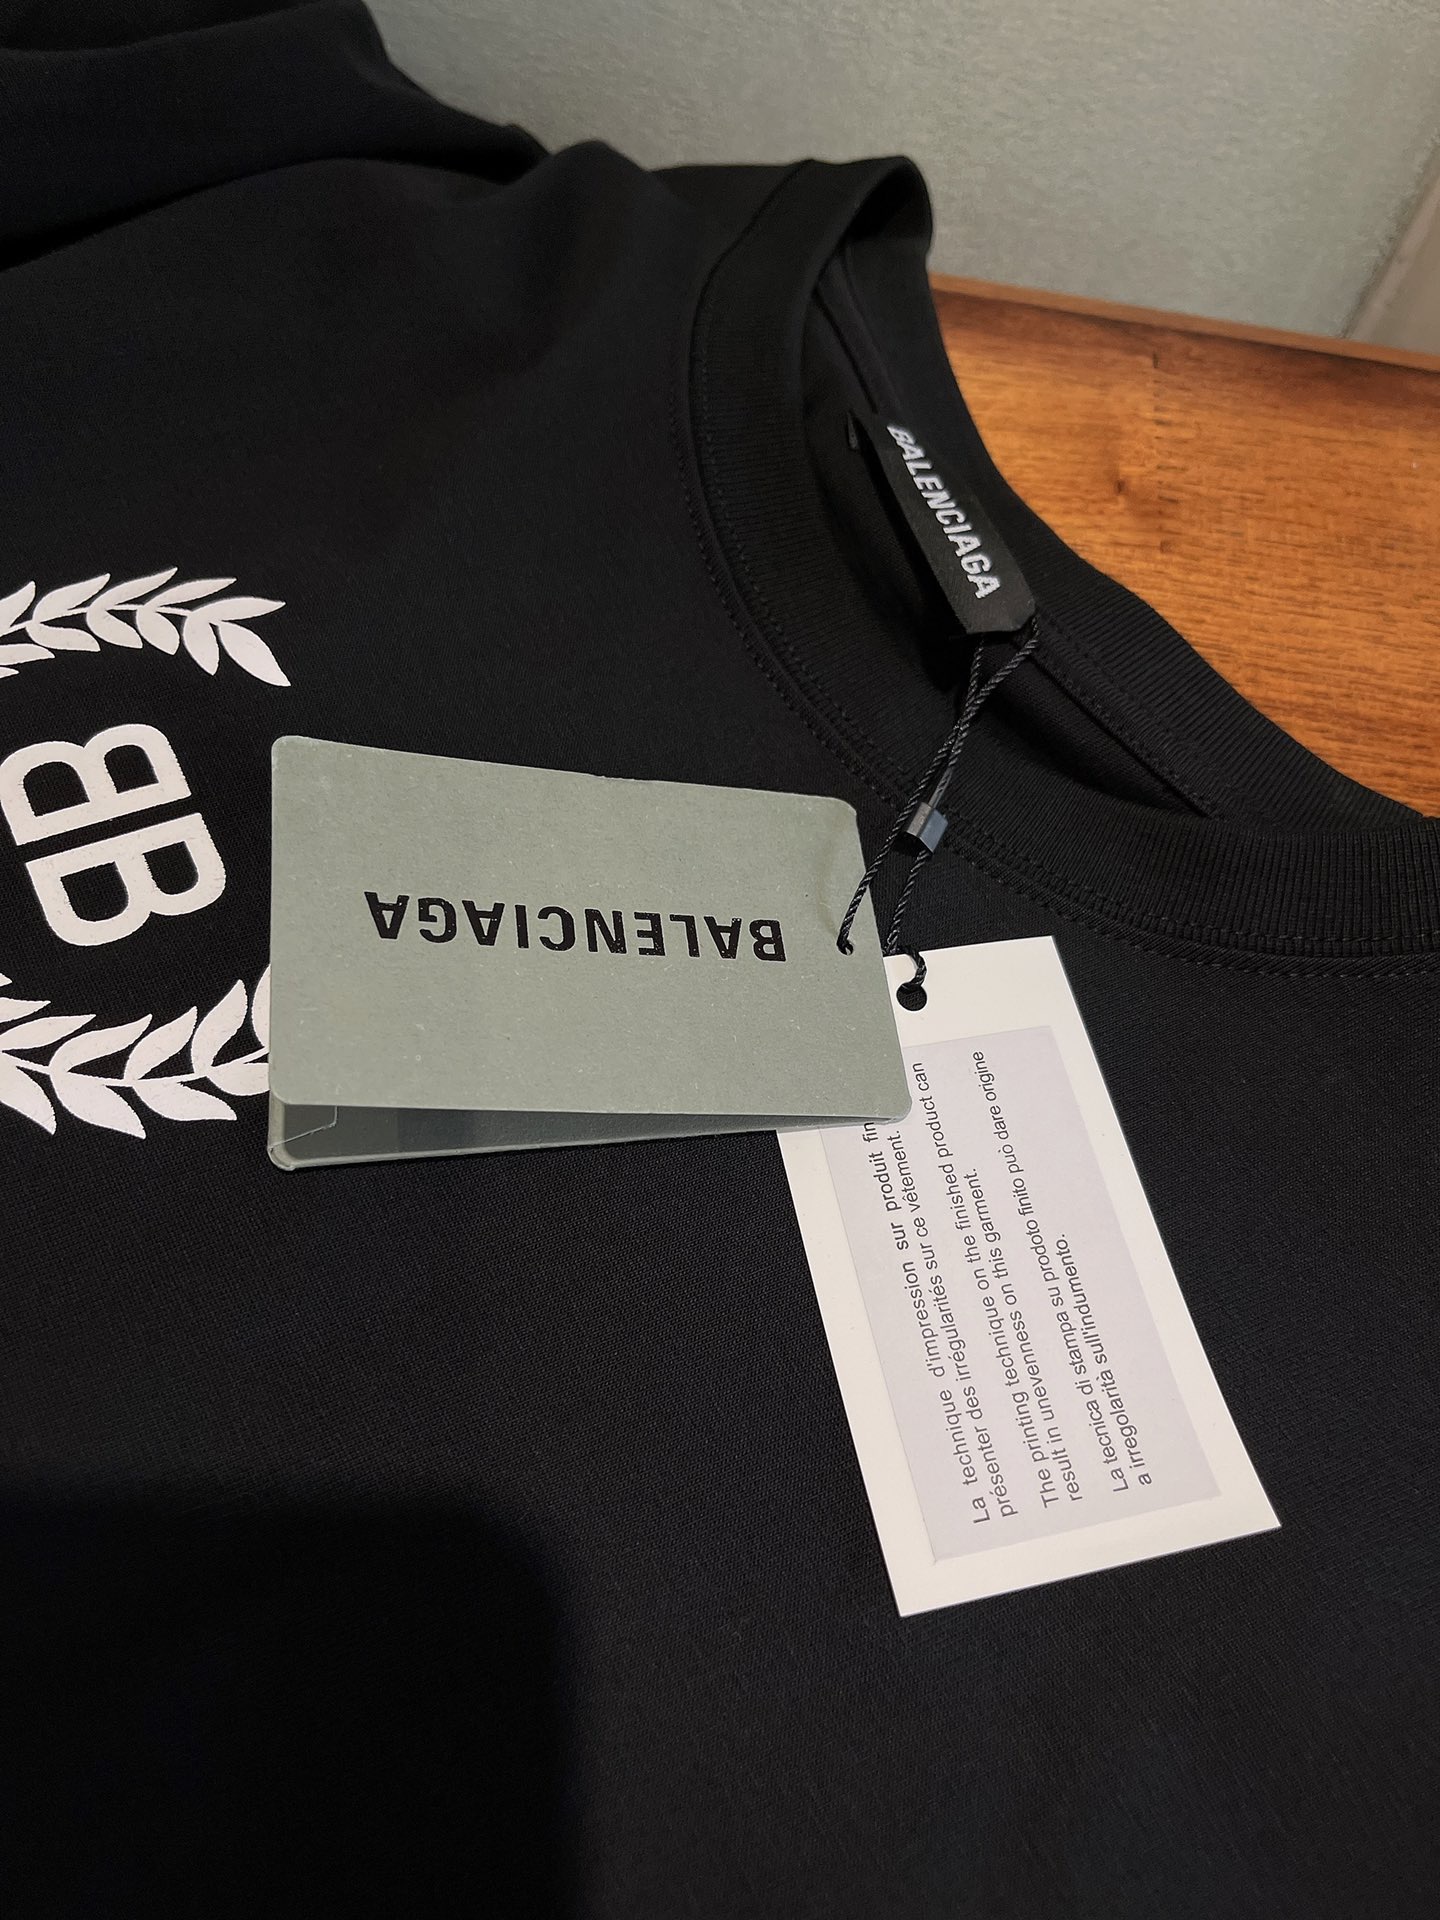 BALENCIAGA
BB
BALENCIAGA
La technique d'impression sur produit fin
présenter des irrégularités sur ce vêtement.
The printing technique on the finished product can
result in unevenness on this garment.
La tecnica di stampa su prodoto finito può dare origine
a irregolarità sull'indumento.